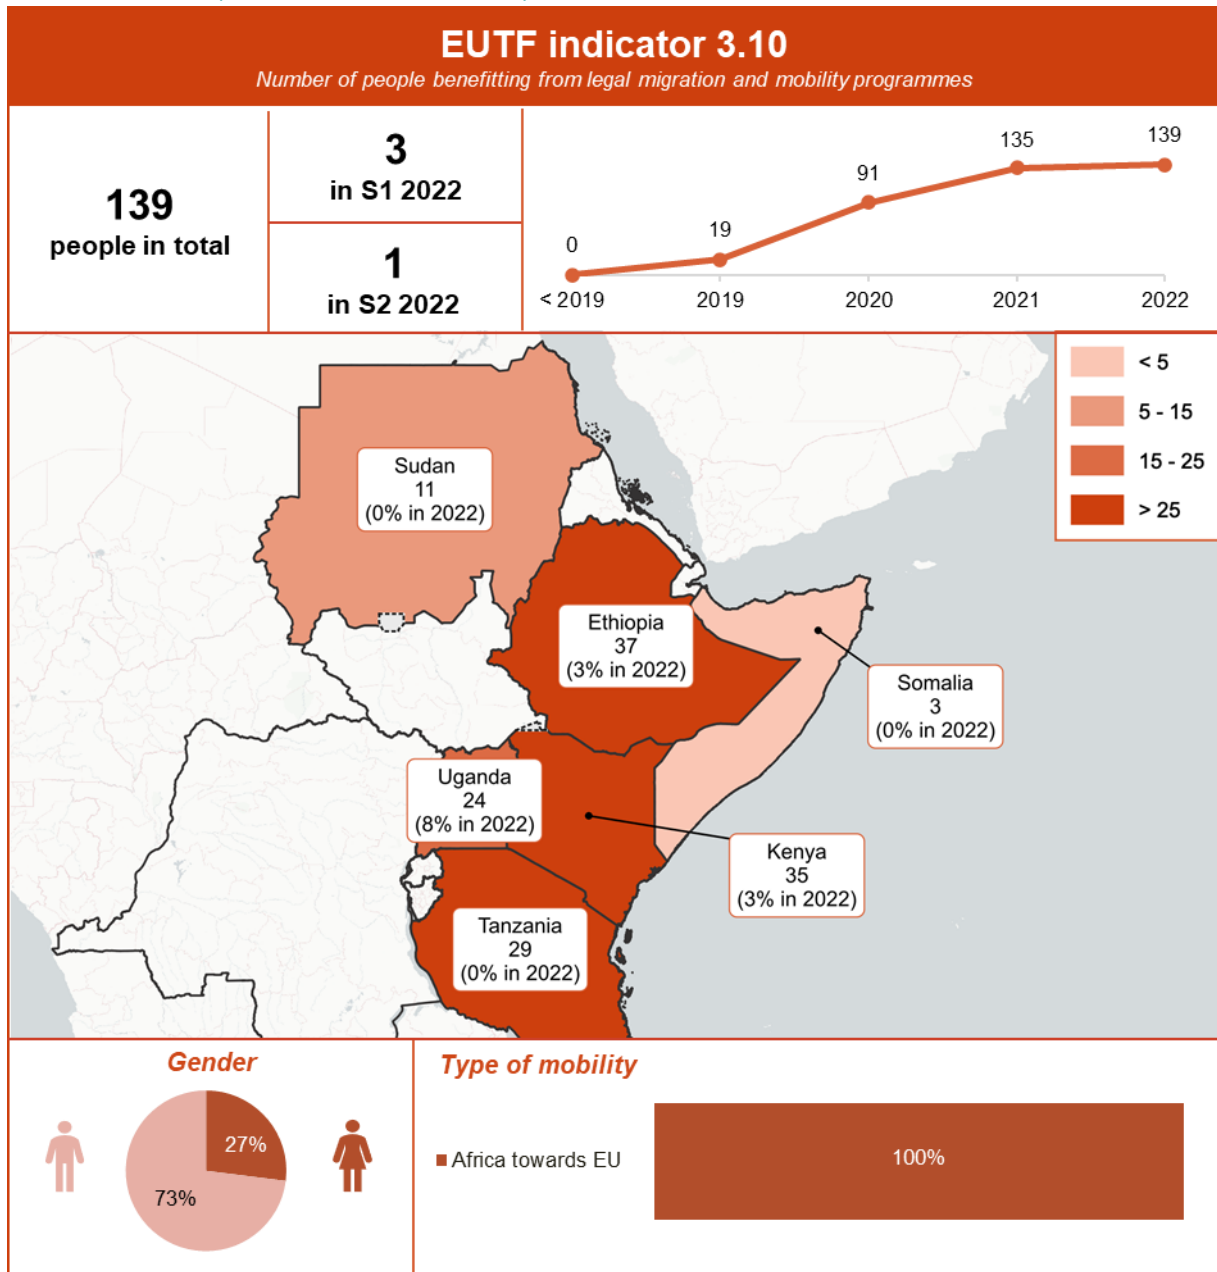 EUTF indicator 3.10
Number of people benefitting from legal migration and mobility programmes
139
people in total
3
in S1 2022
1
in S2 2022
0
19
91
135
139
< 2019
2019
2020
2021
2022
< 5
5 - 15
15 - 25
> 25
Sudan
11
(0% in 2022)
Ethiopia
37
(3% in 2022)
Somalia
3
(0% in 2022)
Uganda
24
(8% in 2022)
Kenya
35
(3% in 2022)
Tanzania
29
(0% in 2022)
Gender
27%
73%
Type of mobility
Africa towards EU
100%